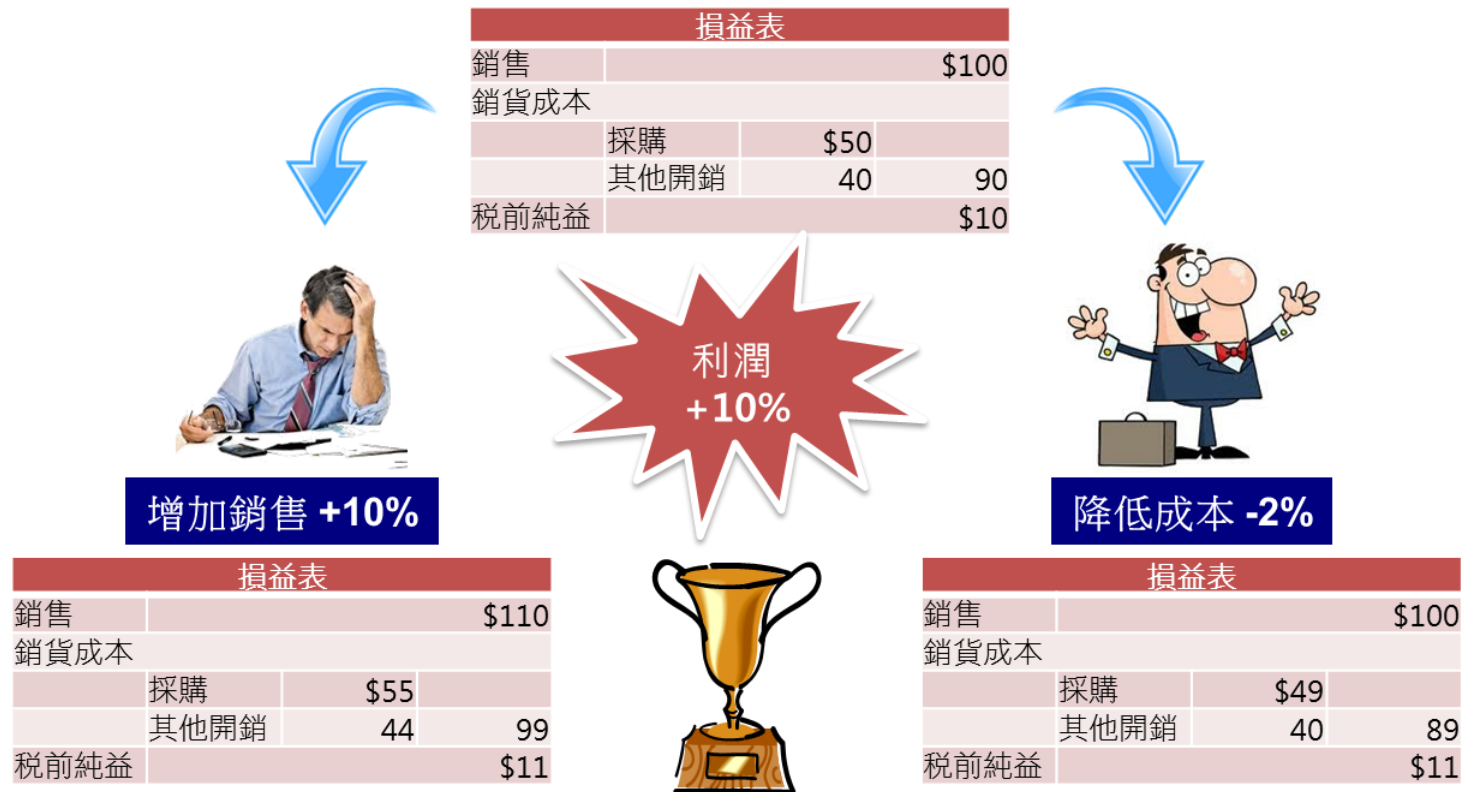 損益表
銷售 $100
銷貨成本
採購 $50
其他開銷 40 90
税前純益 $10
利潤
+10%
增加銷售 +10%
降低成本 -2%
損益表
銷售 $110
銷貨成本
採購 $55
其他開銷 44 99
税前純益 $11
損益表
銷售 $100
銷貨成本
採購 $49
其他開銷 40 89
税前純益 $11